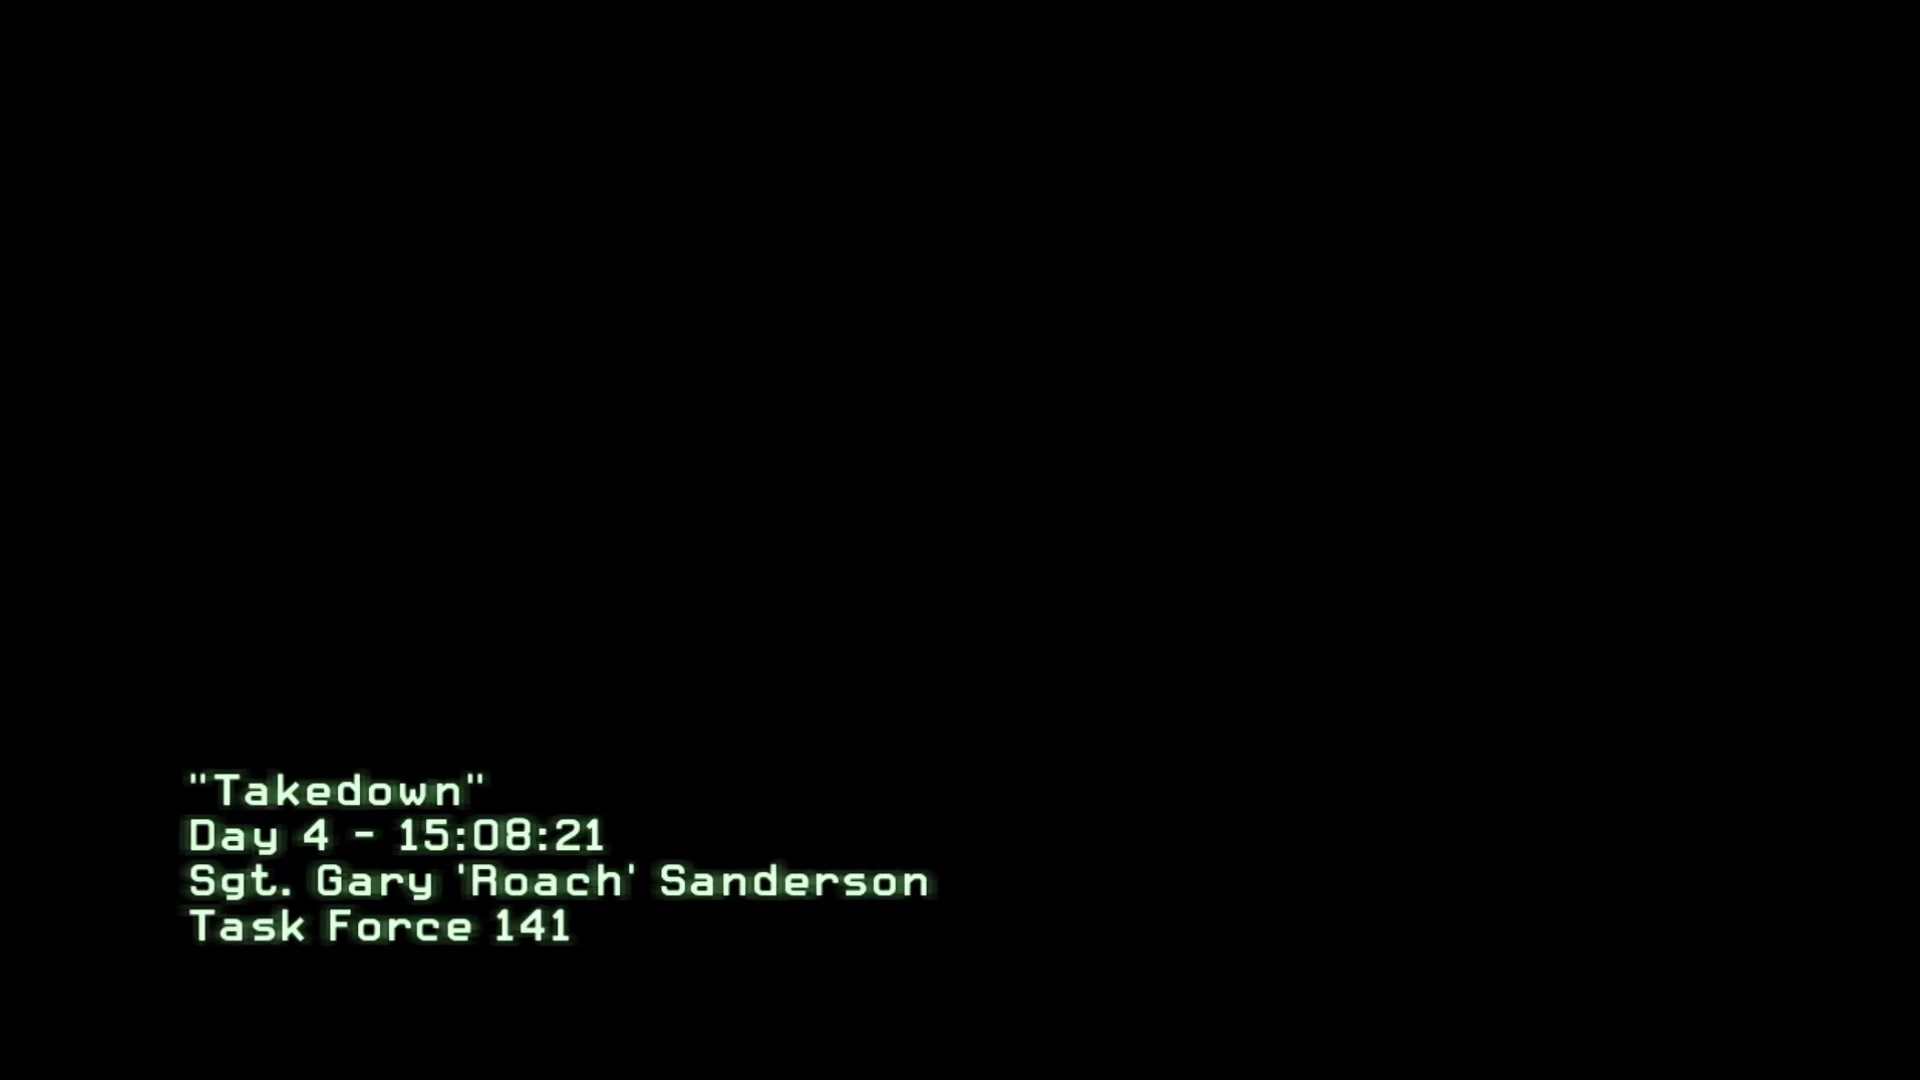 "Takedown"
Day 4 - 15:08:21
Sgt. Gary 'Roach' Sanderson
Task Force 141